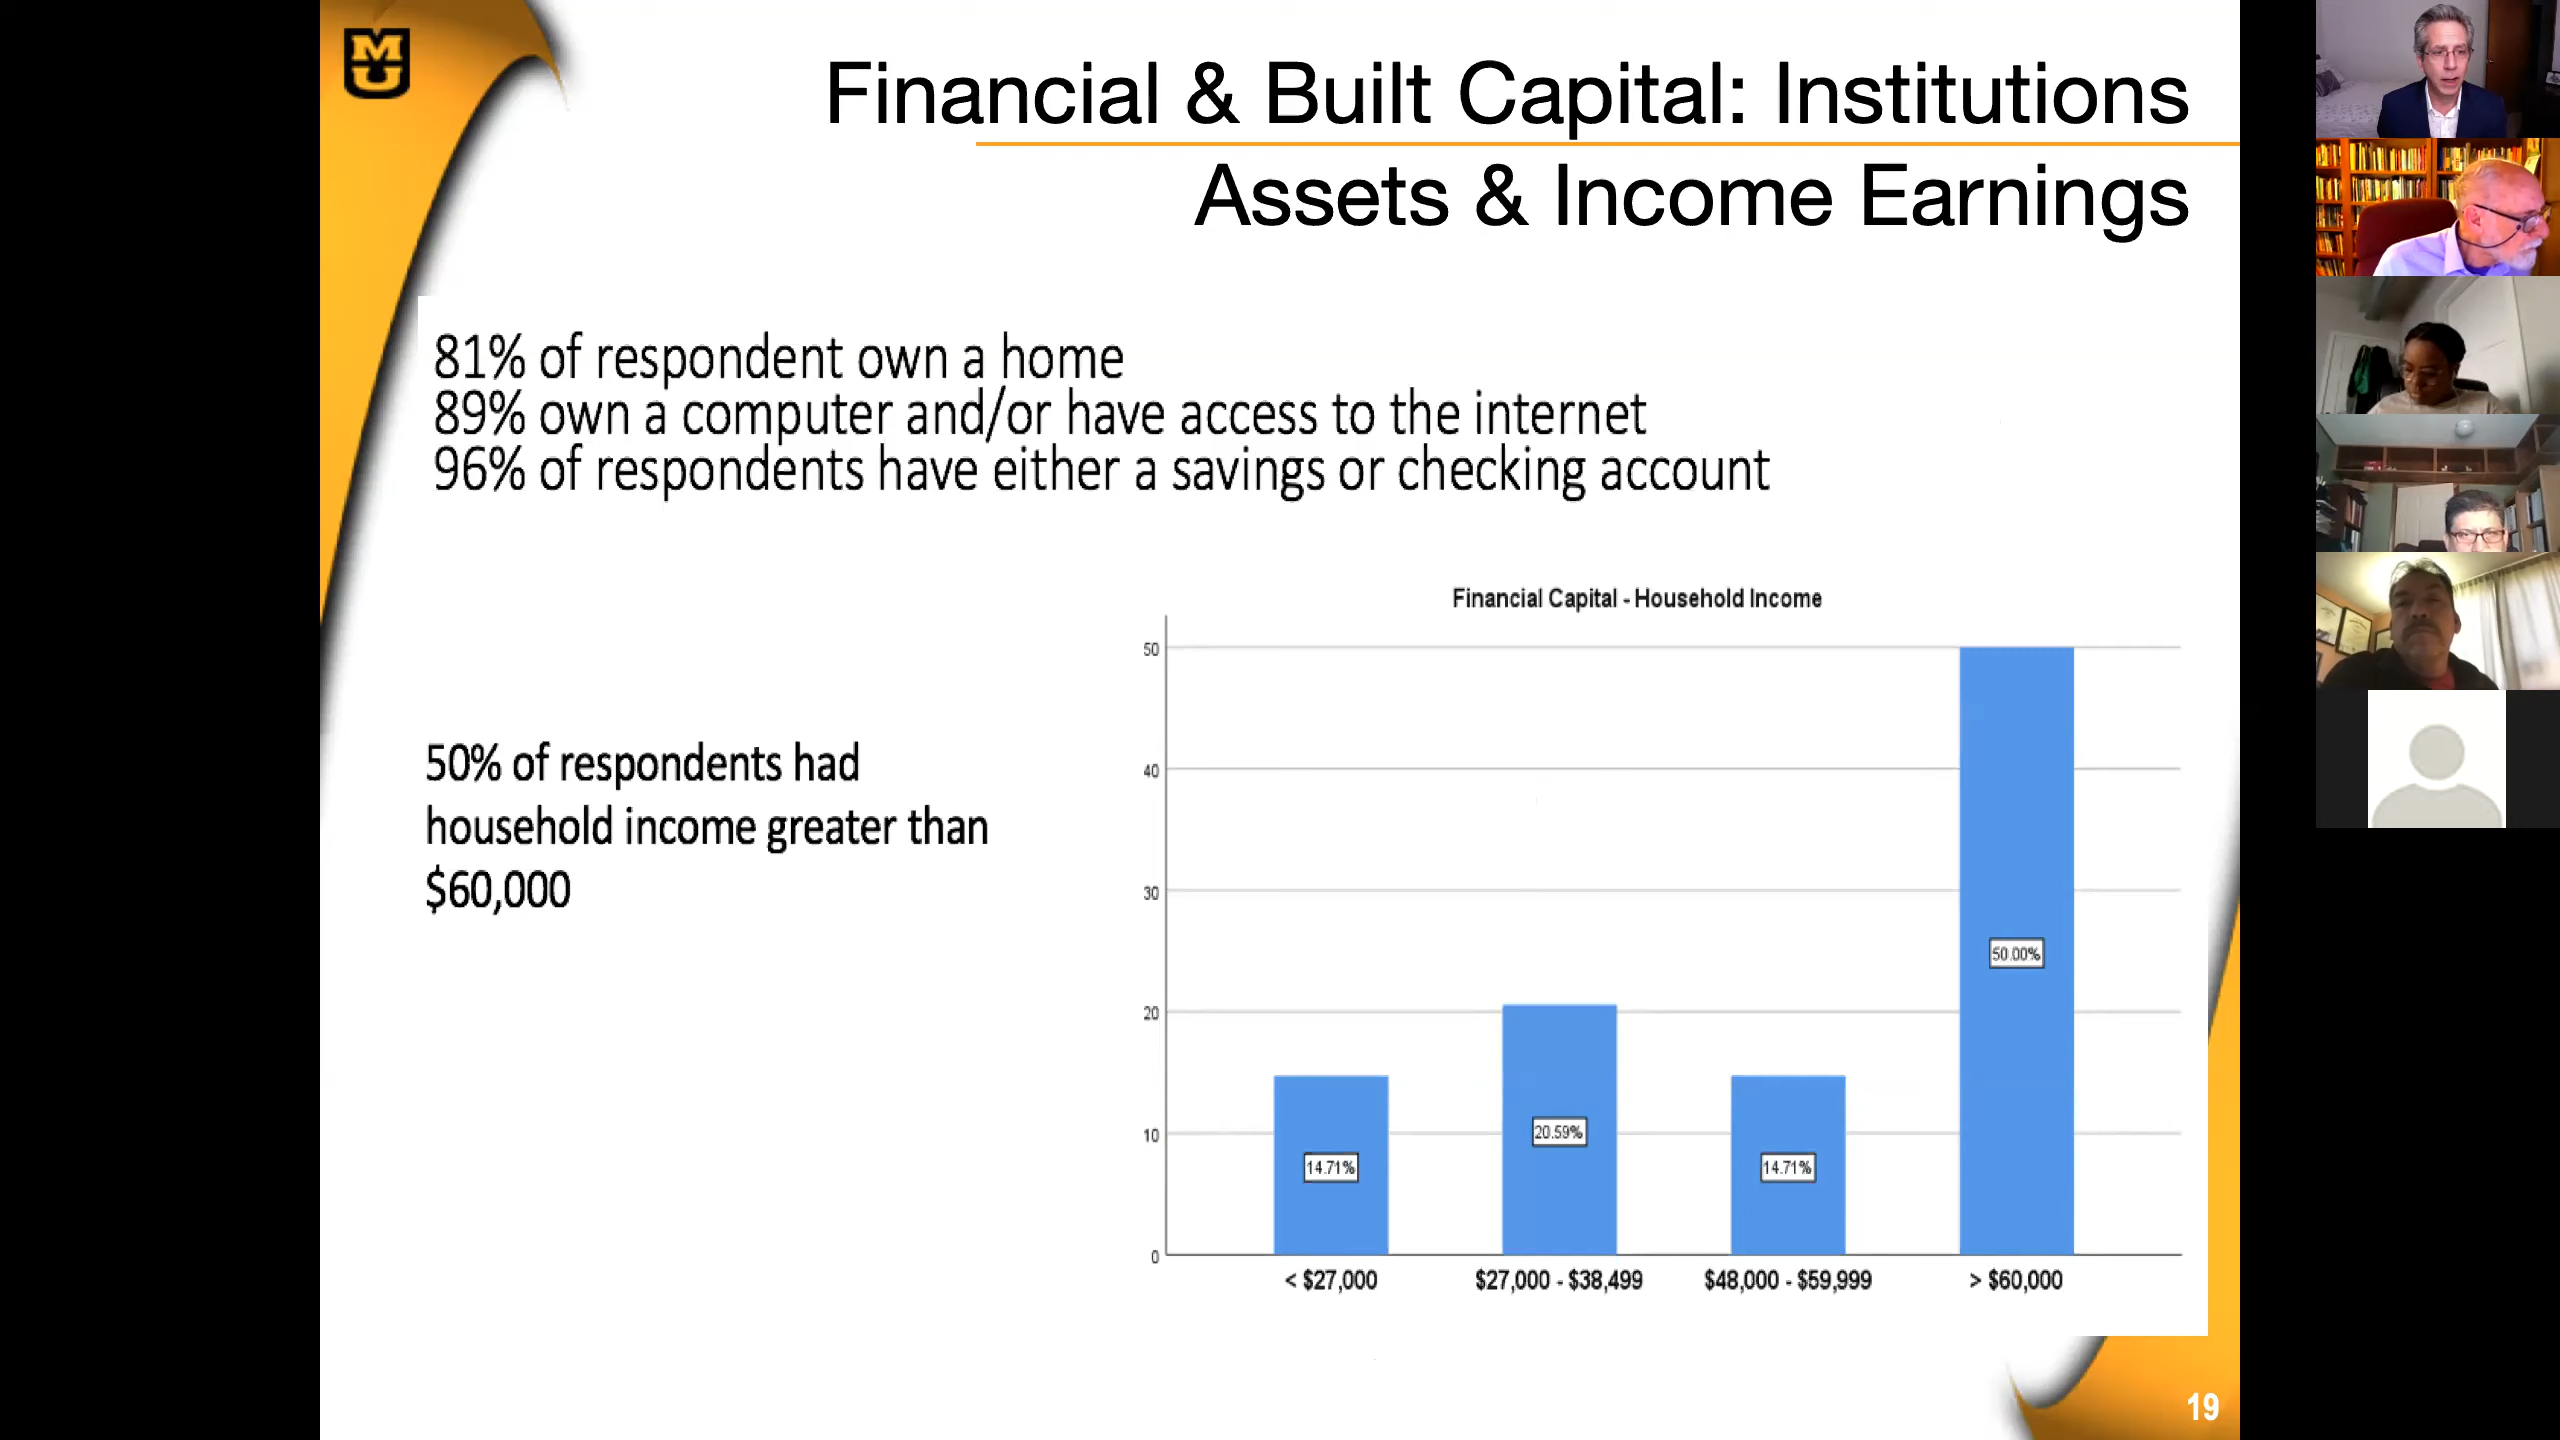 MU
Financial & Built Capital: Institutions
Assets & Income Earnings
81% of respondent own a home
89% own a computer and/or have access to the internet
96% of respondents have either a savings or checking account
50% of respondents had
household income greater than
$60,000
Financial Capital - Household Income
50
40
30
20
10
0
14.71%
20.59%
14.71%
50.00%
< $27,000
$27,000 - $38,499
$48,000 - $59,999
> $60,000
19